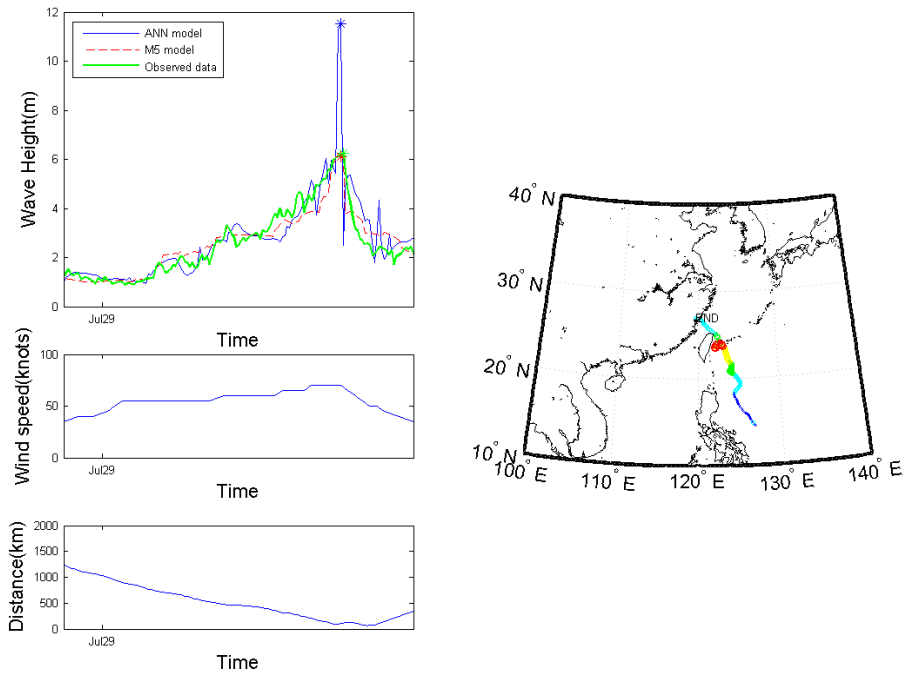 12
10
8
6
4
2
0
Wave Height(m)
ANN model
M5 model
Observed data
Jul29
Time
100
50
0
Wind speed(knots)
Jul29
Time
2000
1500
1000
500
0
Distance(km)
Jul29
Time
40° N
30° N
20° N
10° N
END
100° E
110° E
120° E
130° E
140° E